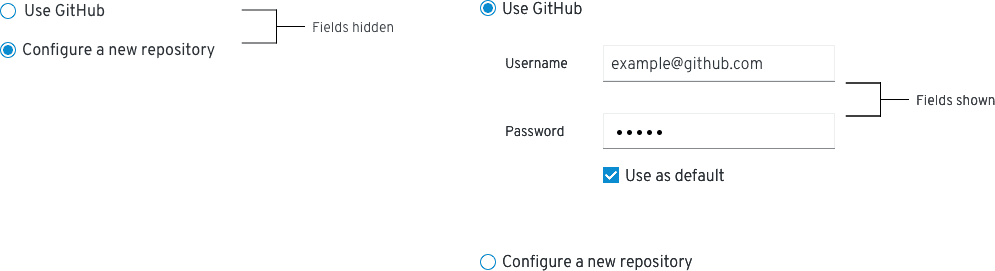 Use GitHub
Fields hidden
Configure a new repository
Use GitHub
Username
example@github.com
Fields shown
Password
•••••
Use as default
Configure a new repository